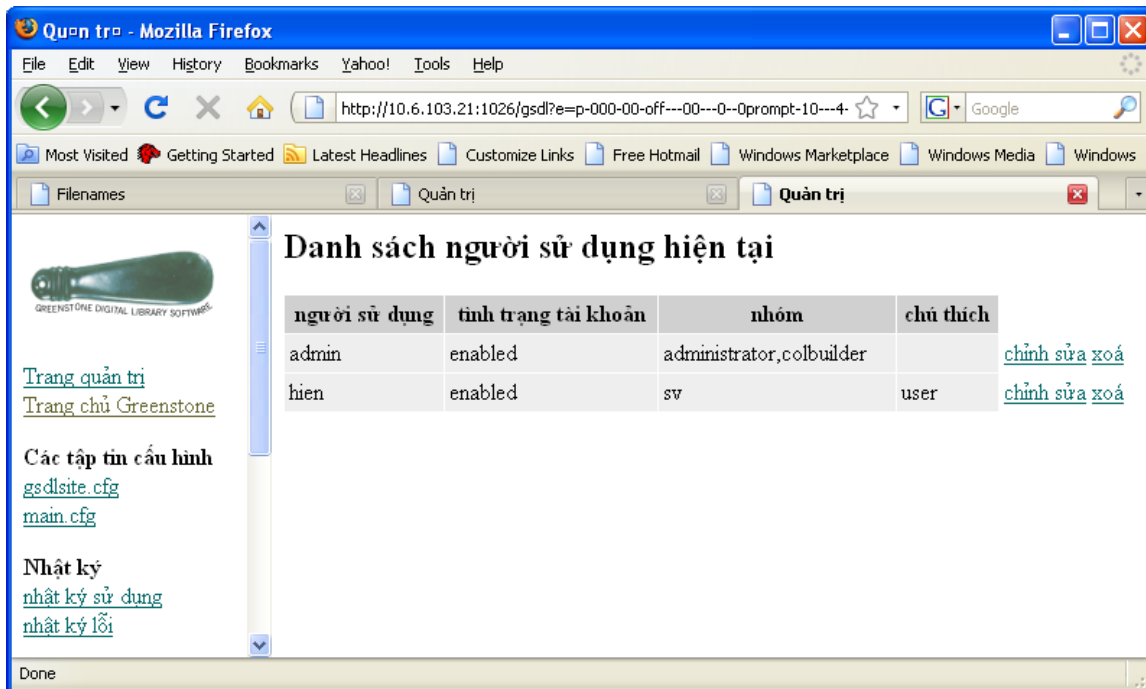 Qu¤n tr¤ - Mozilla Firefox
File Edit View History Bookmarks Yahoo! Tools Help
http://10.6.103.21:1026/gsdl?e=p-000-00-off---00---0--0prompt-10---4- Google
Most Visited Getting Started Latest Headlines Customize Links Free Hotmail Windows Marketplace Windows Media Windows
Filenames Quản trị Quản trị
GREENSTONE DIGITAL LIBRARY SOFTWARE
Trang quản trị
Trang chủ Greenstone
Các tập tin cấu hình
gsdlsite.cfg
main.cfg
Nhật ký
nhật ký sử dụng
nhật ký lỗi
Danh sách người sử dụng hiện tại
người sử dụng tình trạng tài khoản nhóm chú thích
admin enabled administrator,colbuilder chỉnh sửa xoá
hien enabled sv user chỉnh sửa xoá
Done